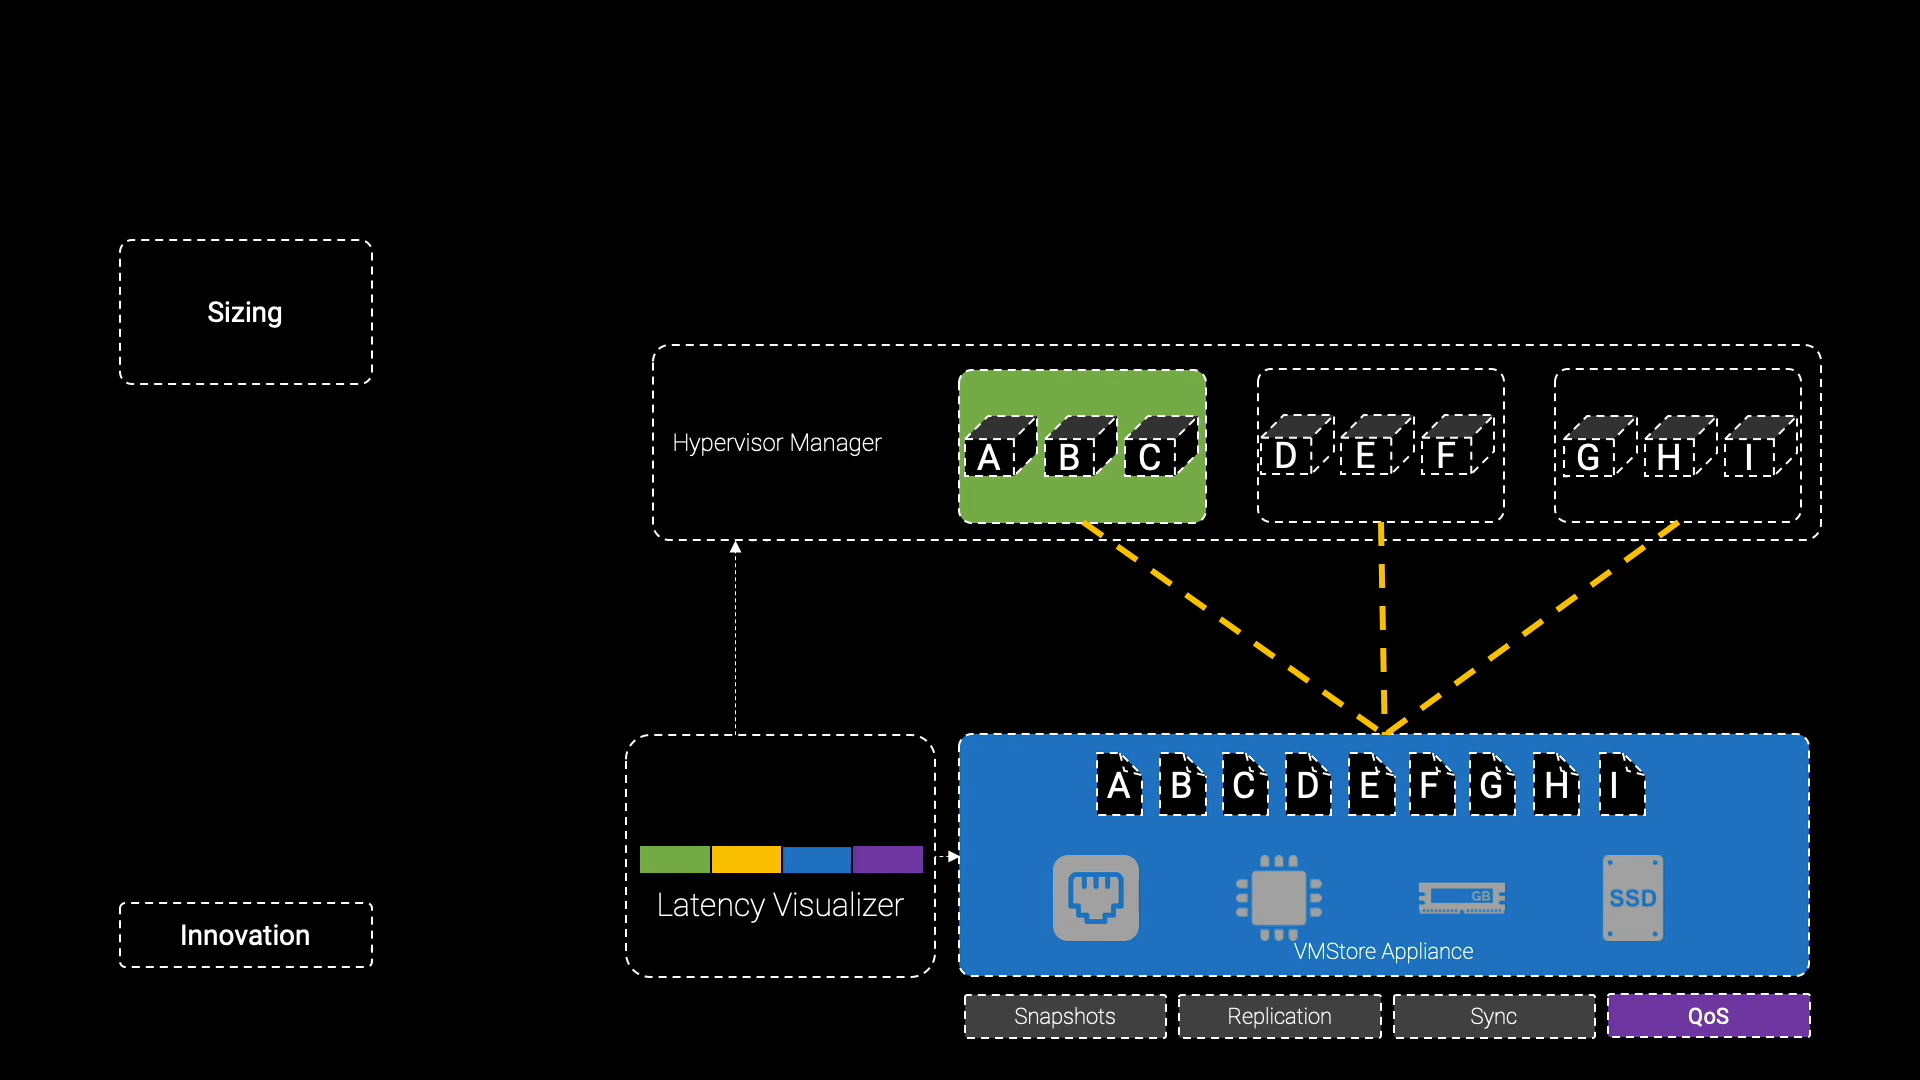 Sizing
Hypervisor Manager
A B C
D E F
G H I
A B C D E F G H I
GB
SSD
VMStore Appliance
Latency Visualizer
Innovation
Snapshots
Replication
Sync
QoS